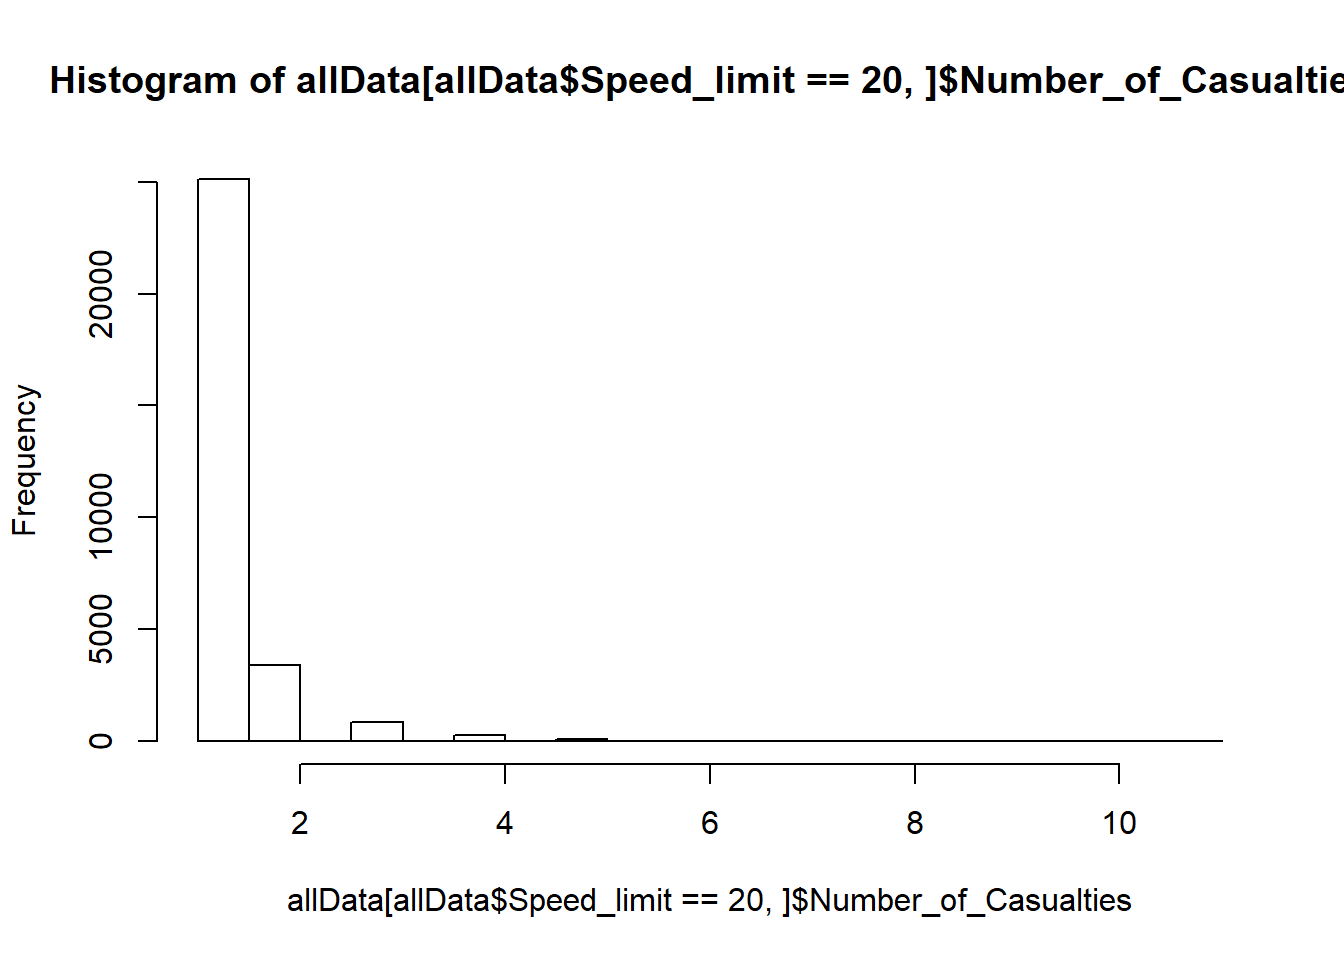 Histogram of allData[allData$Speed_limit == 20, ]$Number_of_Casualtie
Frequency
20000
10000
5000
0
2 4 6 8 10
allData[allData$Speed_limit == 20, ]$Number_of_Casualties